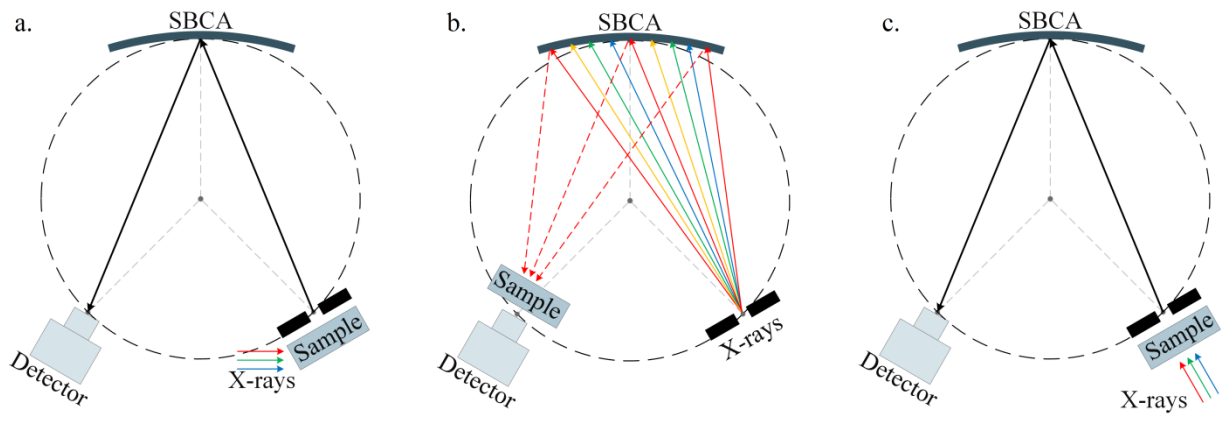 a.
SBCA
Sample
X-rays
Detector
b.
SBCA
Sample
X-rays
Detector
c.
SBCA
Sample
X-rays
Detector